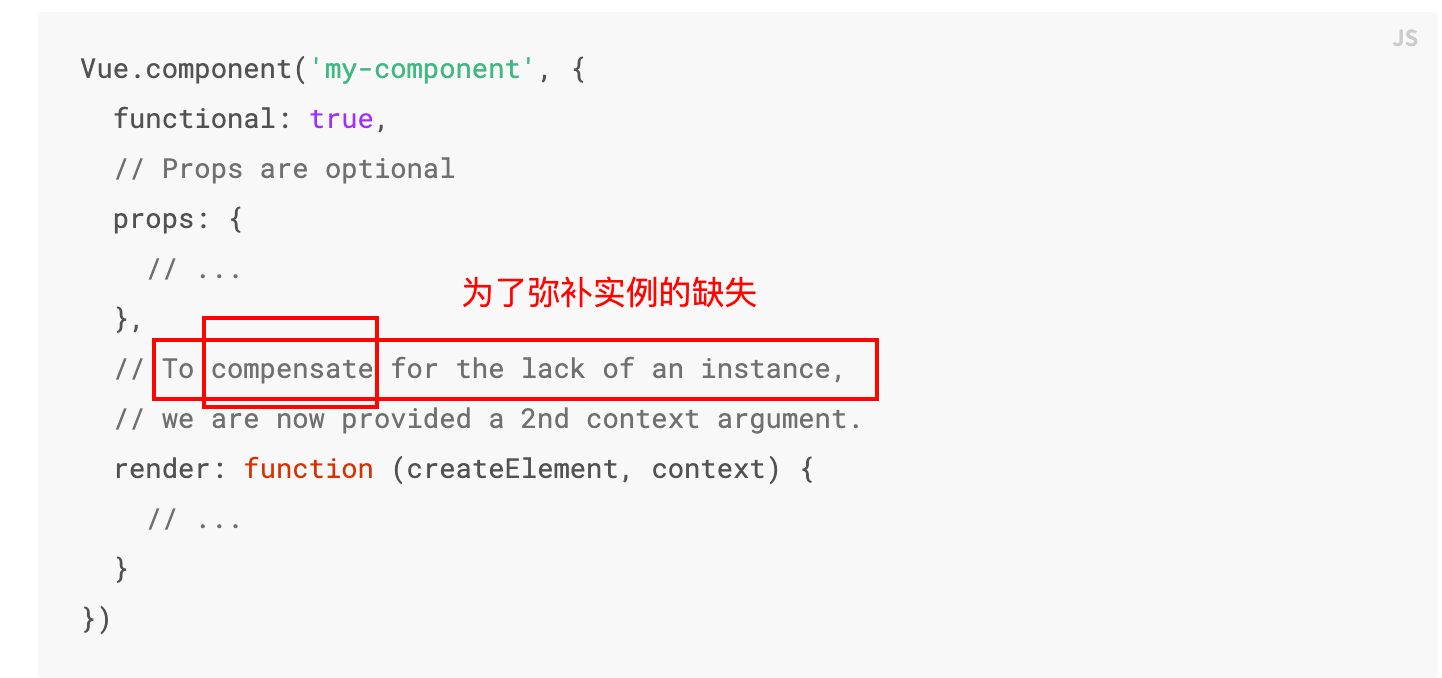 JS
Vue.component('my-component', {
  functional: true,
  // Props are optional
  props: {
    // ...
  },
为了弥补实例的缺失
  // To compensate for the lack of an instance,
  // we are now provided a 2nd context argument.
  render: function (createElement, context) {
    // ...
  }
})